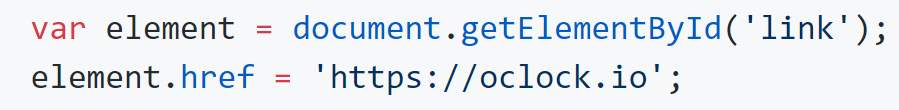 var element = document.getElementById('link');
element.href = 'https://oclock.io';